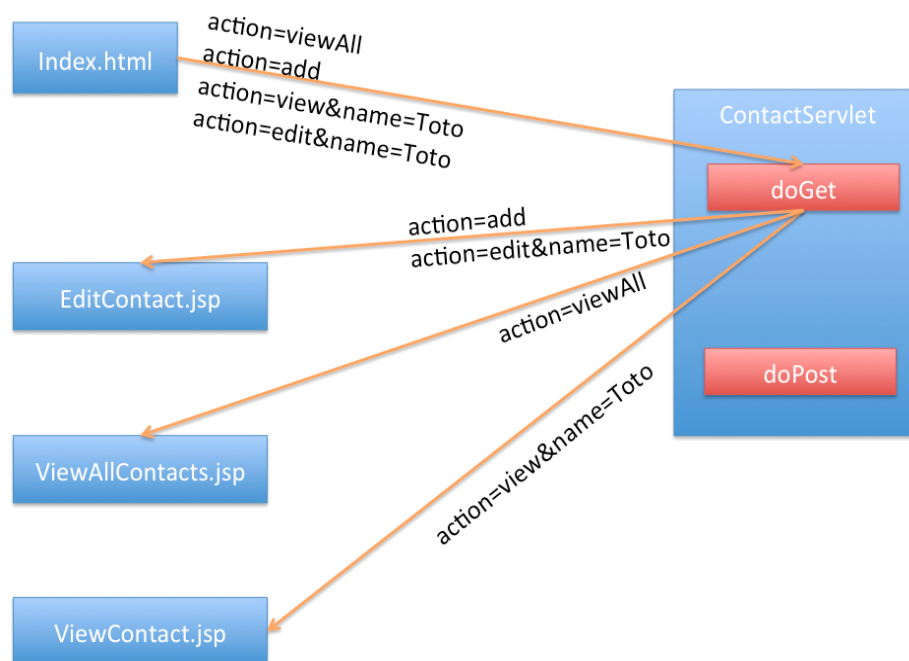 Index.html
action=viewAll
action=add
action=view&name=Toto
action=edit&name=Toto
ContactServlet
doGet
action=add
action=edit&name=Toto
EditContact.jsp
action=viewAll
doPost
action=view&name=Toto
ViewAllContacts.jsp
ViewContact.jsp